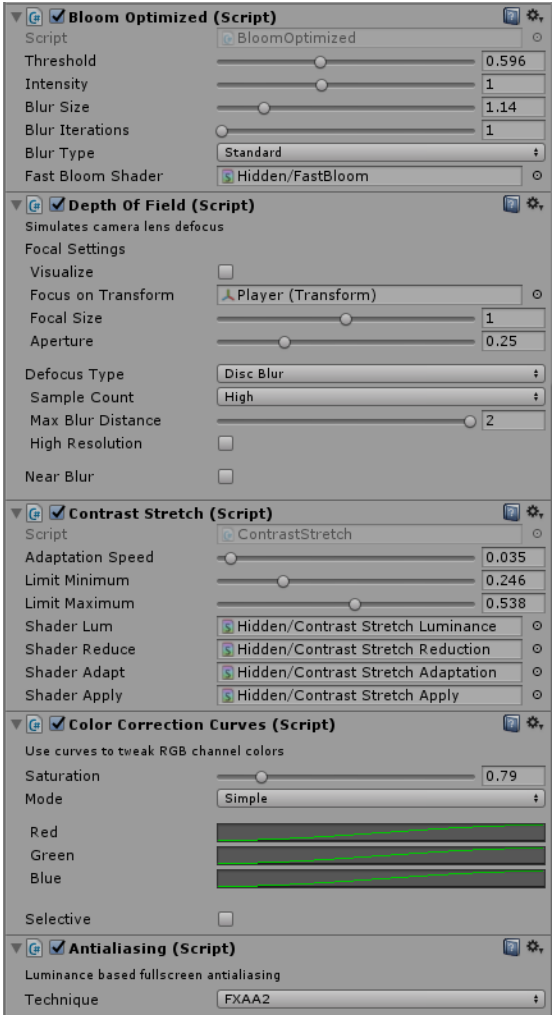 Bloom Optimized (Script)
Script BloomOptimized
Threshold 0.596
Intensity 1
Blur Size 1.14
Blur Iterations 1
Blur Type Standard
Fast Bloom Shader Hidden/FastBloom
Depth Of Field (Script)
Simulates camera lens defocus
Focal Settings
Visualize
Focus on Transform Player (Transform)
Focal Size 1
Aperture 0.25
Defocus Type Disc Blur
Sample Count High
Max Blur Distance 2
High Resolution
Near Blur
Contrast Stretch (Script)
Script ContrastStretch
Adaptation Speed 0.035
Limit Minimum 0.246
Limit Maximum 0.538
Shader Lum Hidden/Contrast Stretch Luminance
Shader Reduce Hidden/Contrast Stretch Reduction
Shader Adapt Hidden/Contrast Stretch Adaptation
Shader Apply Hidden/Contrast Stretch Apply
Color Correction Curves (Script)
Use curves to tweak RGB channel colors
Saturation 0.79
Mode Simple
Red
Green
Blue
Selective
Antialiasing (Script)
Luminance based fullscreen antialiasing
Technique FXAA2